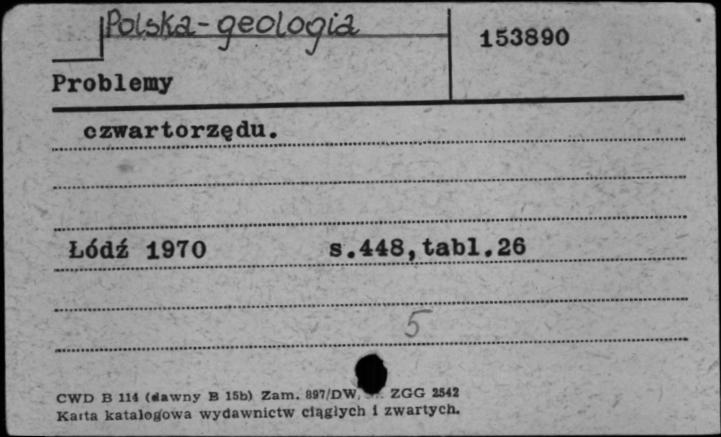 Polska-geologia
153890
Problemy
czwartorzędu.
Łódź 1970 s.448,tabl.26
5
CWD B 114 (dawny B 15b) Zam. 897/DW, ZGG 2542
Karta katalogowa wydawnictw ciągłych i zwartych.